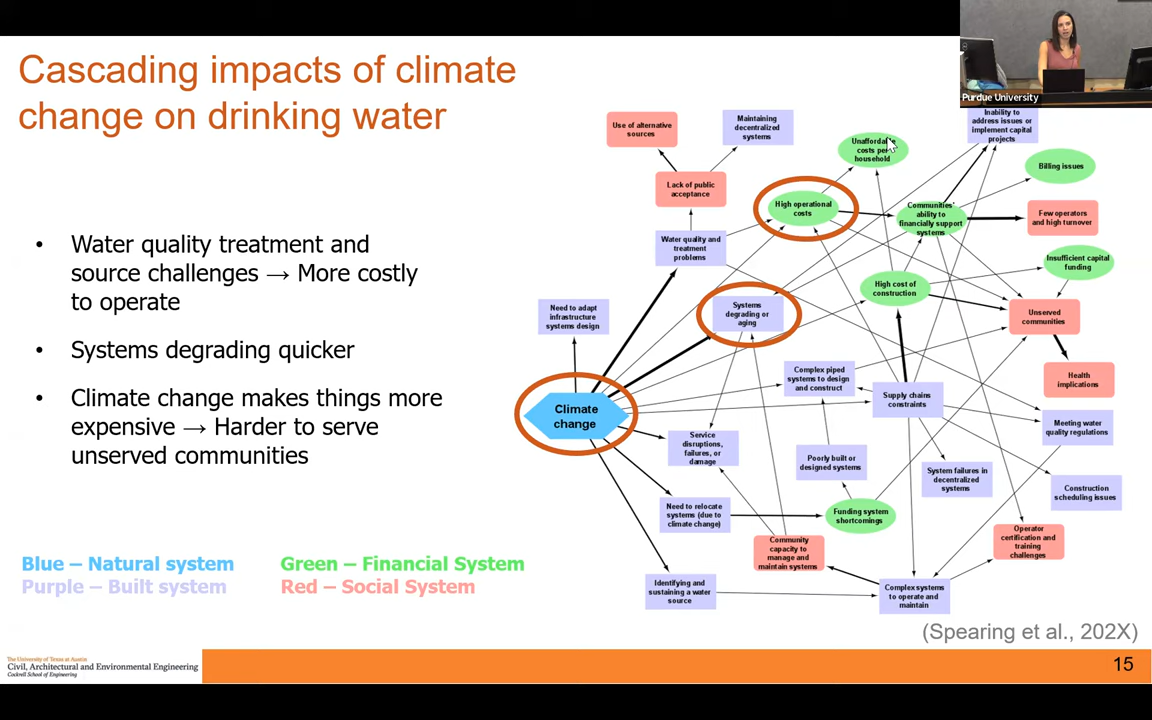 Cascading impacts of climate
change on drinking water
Purdue University
• Water quality treatment and
source challenges → More costly
to operate
• Systems degrading quicker
• Climate change makes things more
expensive → Harder to serve
unserved communities
Blue – Natural system
Green – Financial System
Purple – Built system
Red – Social System
Use of alternative
sources
Maintaining
decentralized
systems
Unaffordable
costs per
household
Inability to
address issues or
implement capital
projects
Billing issues
Lack of public
acceptance
High operational
costs
Communities'
ability to
financially support
systems
Few operators
and high turnover
Water quality and
treatment
problems
Insufficient capital
funding
High cost of
construction
Need to adapt
infrastructure
systems design
Systems
degrading or
aging
Unserved
communities
Health
implications
Complex piped
systems to design
and construct
Supply chains
constraints
Climate
change
Meeting water
quality regulations
Service
disruptions,
failures, or
damage
Poorly built or
designed systems
System failures in
decentralized
systems
Construction
scheduling issues
Need to relocate
systems (due to
climate change)
Funding system
shortcomings
Operator
certification and
training
challenges
Community
capacity to
manage and
maintain systems
Identifying and
sustaining a water
source
Complex systems
to operate and
maintain
(Spearing et al., 202X)
The University of Texas at Austin
Civil, Architectural and Environmental Engineering
Cockrell School of Engineering
15